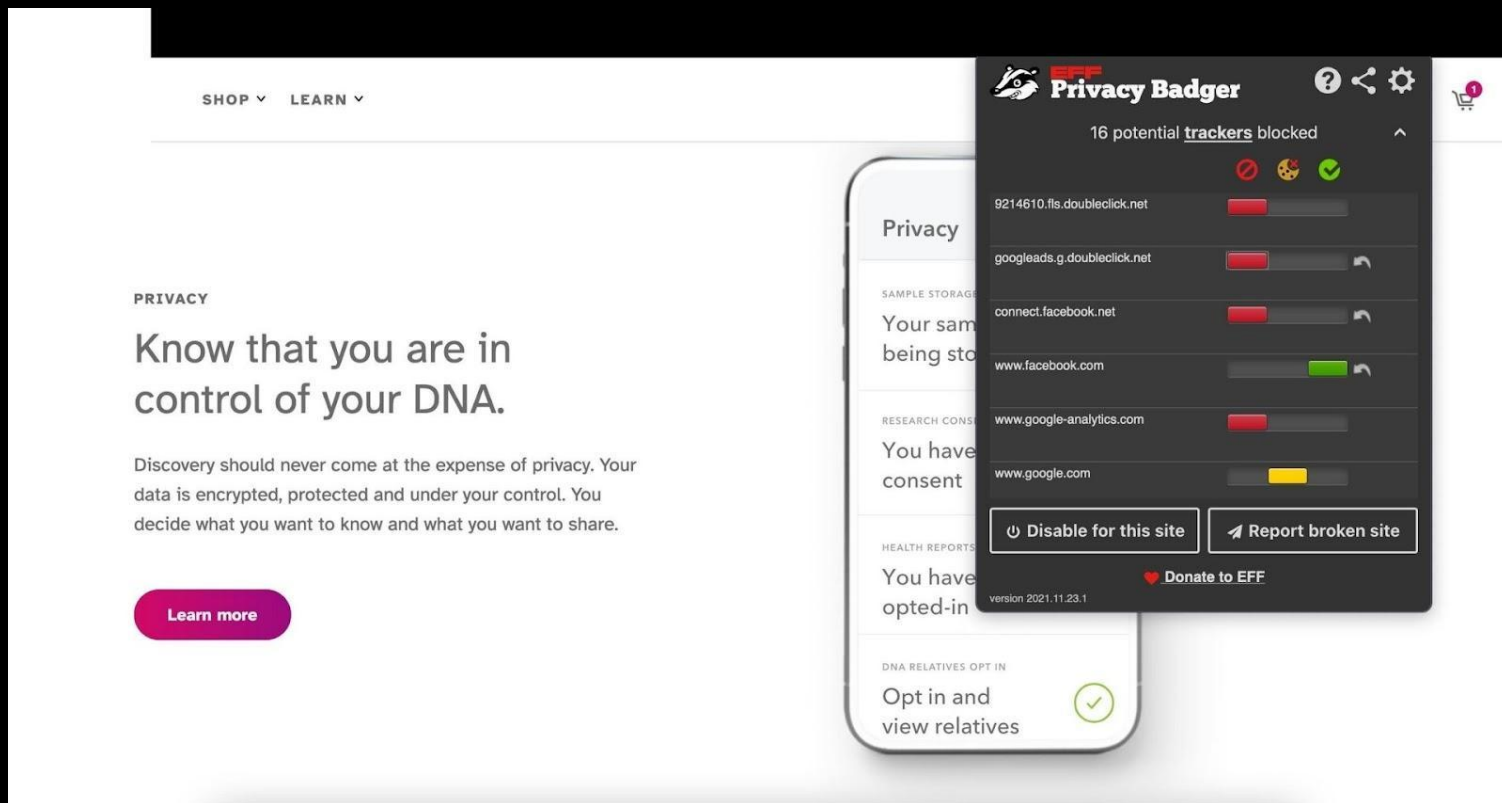 SHOP LEARN
1
PRIVACY
Know that you are in
control of your DNA.
Discovery should never come at the expense of privacy. Your
data is encrypted, protected and under your control. You
decide what you want to know and what you want to share.
Learn more
Privacy
SAMPLE STORAGE
Your sam
being sto
RESEARCH CONS
You have
consent
HEALTH REPORTS
You have
opted-in
DNA RELATIVES OPT IN
Opt in and
view relatives
EFF
Privacy Badger
16 potential trackers blocked
9214610.fls.doubleclick.net
googleads.g.doubleclick.net
connect.facebook.net
www.facebook.com
www.google-analytics.com
www.google.com
Disable for this site
Report broken site
Donate to EFF
version 2021.11.23.1